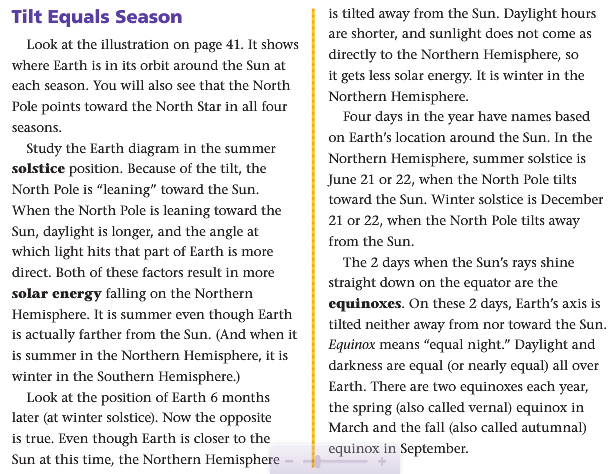 Tilt Equals Season
Look at the illustration on page 41. It shows
where Earth is in its orbit around the Sun at
each season. You will also see that the North
Pole points toward the North Star in all four
seasons.
Study the Earth diagram in the summer
solstice position. Because of the tilt, the
North Pole is “leaning” toward the Sun.
When the North Pole is leaning toward the
Sun, daylight is longer, and the angle at
which light hits that part of Earth is more
direct. Both of these factors result in more
solar energy falling on the Northern
Hemisphere. It is summer even though Earth
is actually farther from the Sun. (And when it
is summer in the Northern Hemisphere, it is
winter in the Southern Hemisphere.)
Look at the position of Earth 6 months
later (at winter solstice). Now the opposite
is true. Even though Earth is closer to the
Sun at this time, the Northern Hemisphere
is tilted away from the Sun. Daylight hours
are shorter, and sunlight does not come as
directly to the Northern Hemisphere, so
it gets less solar energy. It is winter in the
Northern Hemisphere.
Four days in the year have names based
on Earth’s location around the Sun. In the
Northern Hemisphere, summer solstice is
June 21 or 22, when the North Pole tilts
toward the Sun. Winter solstice is December
21 or 22, when the North Pole tilts away
from the Sun.
The 2 days when the Sun’s rays shine
straight down on the equator are the
equinoxes. On these 2 days, Earth’s axis is
tilted neither away from nor toward the Sun.
Equinox means “equal night.” Daylight and
darkness are equal (or nearly equal) all over
Earth. There are two equinoxes each year,
the spring (also called vernal) equinox in
March and the fall (also called autumnal)
equinox in September.